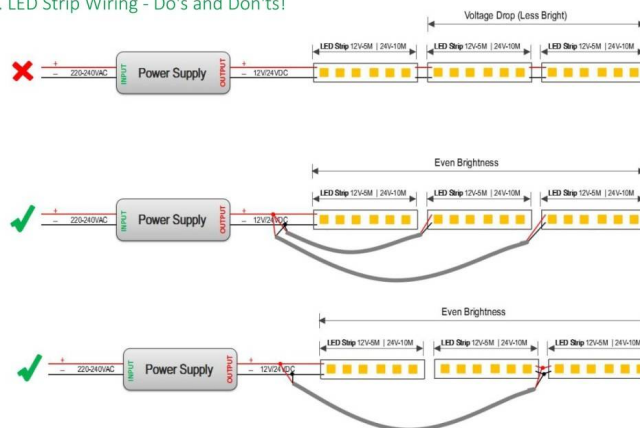 . LED Strip Wiring - Do's and Don'ts!
Voltage Drop (Less Bright)
LED Strip 12V-5M | 24V-10M LED Strip 12V-5M | 24V-10M LED Strip 12V-5M | 24V-10M
+ 220-240VAC − INPUT Power Supply OUTPUT + 12V/24VDC −
Even Brightness
LED Strip 12V-5M | 24V-10M LED Strip 12V-5M | 24V-10M LED Strip 12V-5M | 24V-10M
+ 220-240VAC − INPUT Power Supply OUTPUT + 12V/24VDC −
Even Brightness
LED Strip 12V-5M | 24V-10M LED Strip 12V-5M | 24V-10M LED Strip 12V-5M | 24V-10M
+ 220-240VAC − INPUT Power Supply OUTPUT + 12V/24VDC −